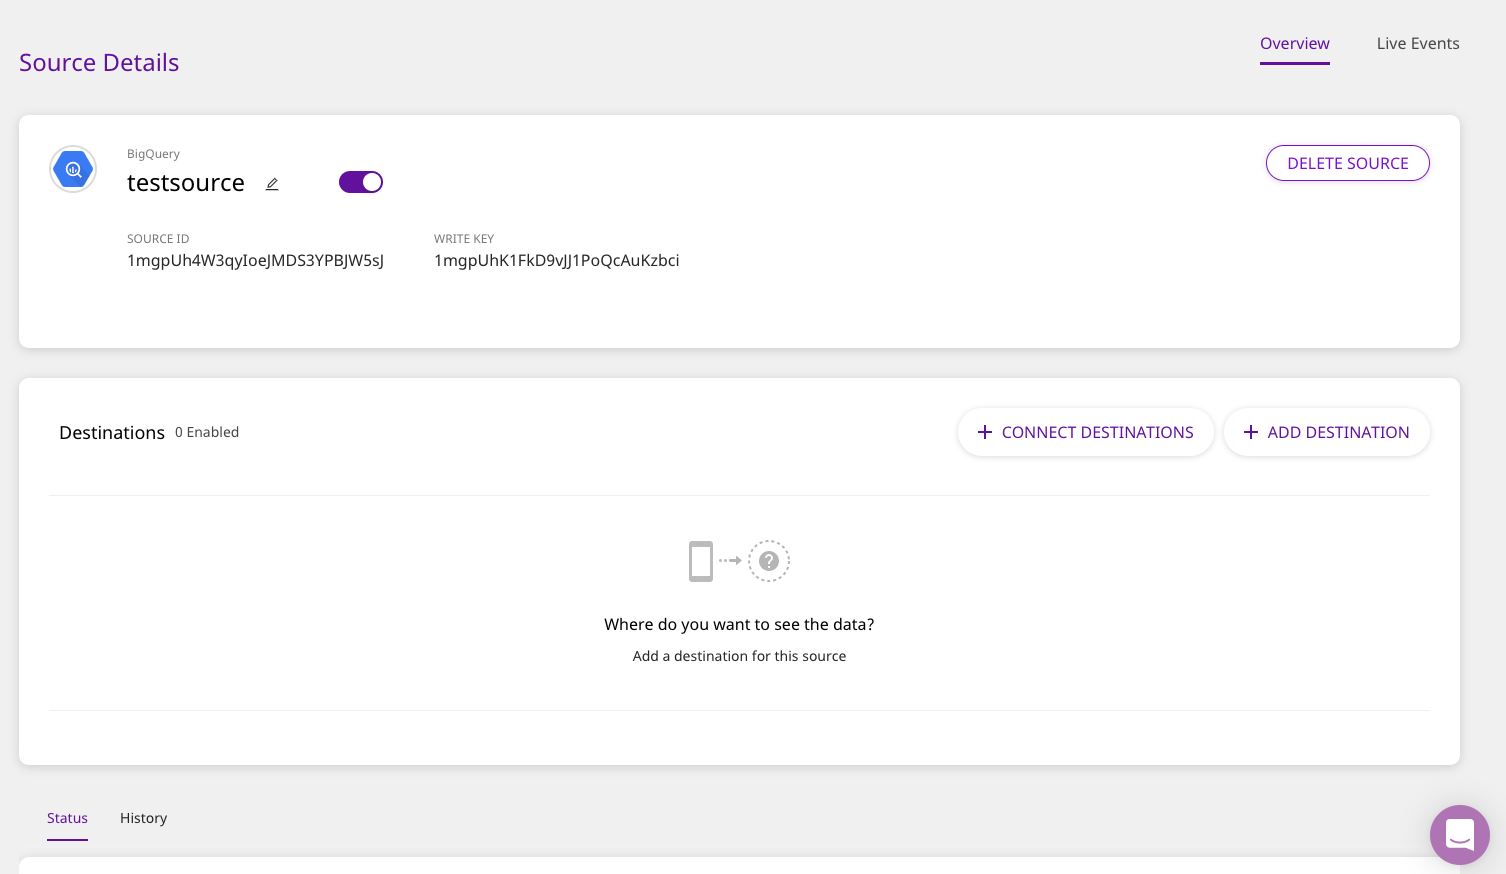 Source Details
Overview
Live Events
BigQuery
testsource
DELETE SOURCE
SOURCE ID
WRITE KEY
1mgpUh4W3qyIoeJMDS3YPBJW5sJ
1mgpUhK1FkD9vJJ1PoQcAuKzbci
Destinations 0 Enabled
CONNECT DESTINATIONS
ADD DESTINATION
Where do you want to see the data?
Add a destination for this source
Status
History